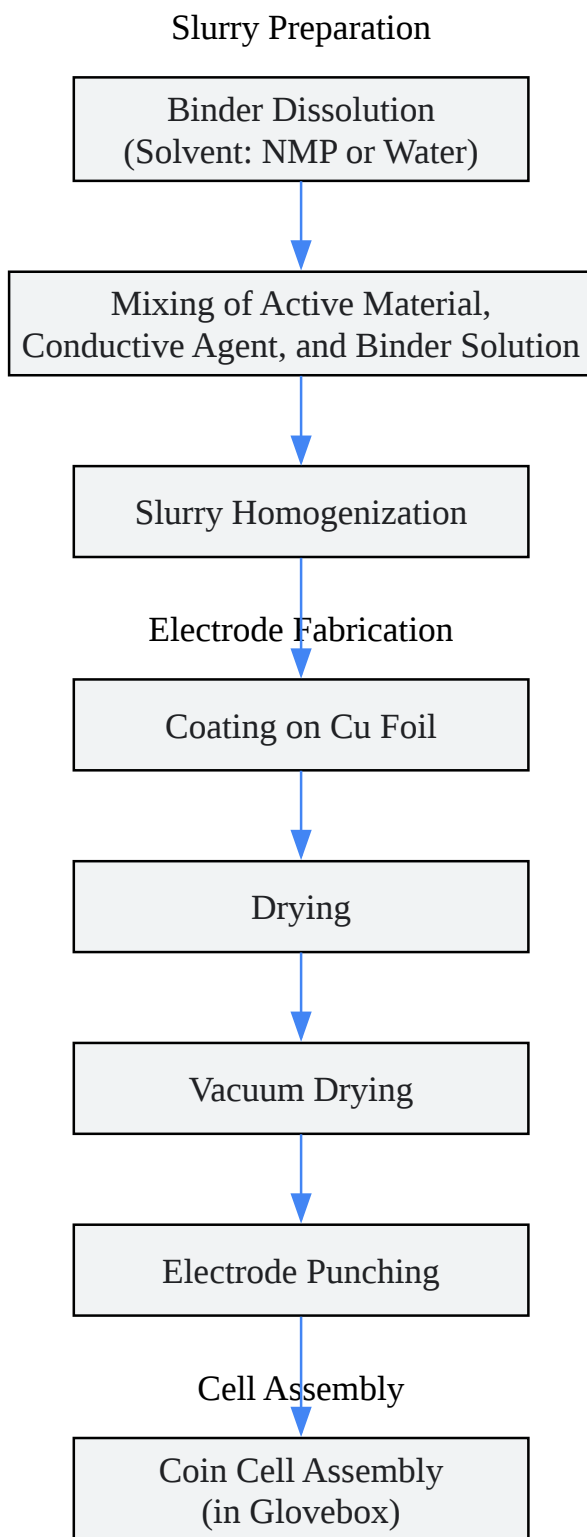 Slurry Preparation
Binder Dissolution
(Solvent: NMP or Water)
Mixing of Active Material,
Conductive Agent, and Binder Solution
Slurry Homogenization
Electrode Fabrication
Coating on Cu Foil
Drying
Vacuum Drying
Electrode Punching
Cell Assembly
Coin Cell Assembly
(in Glovebox)